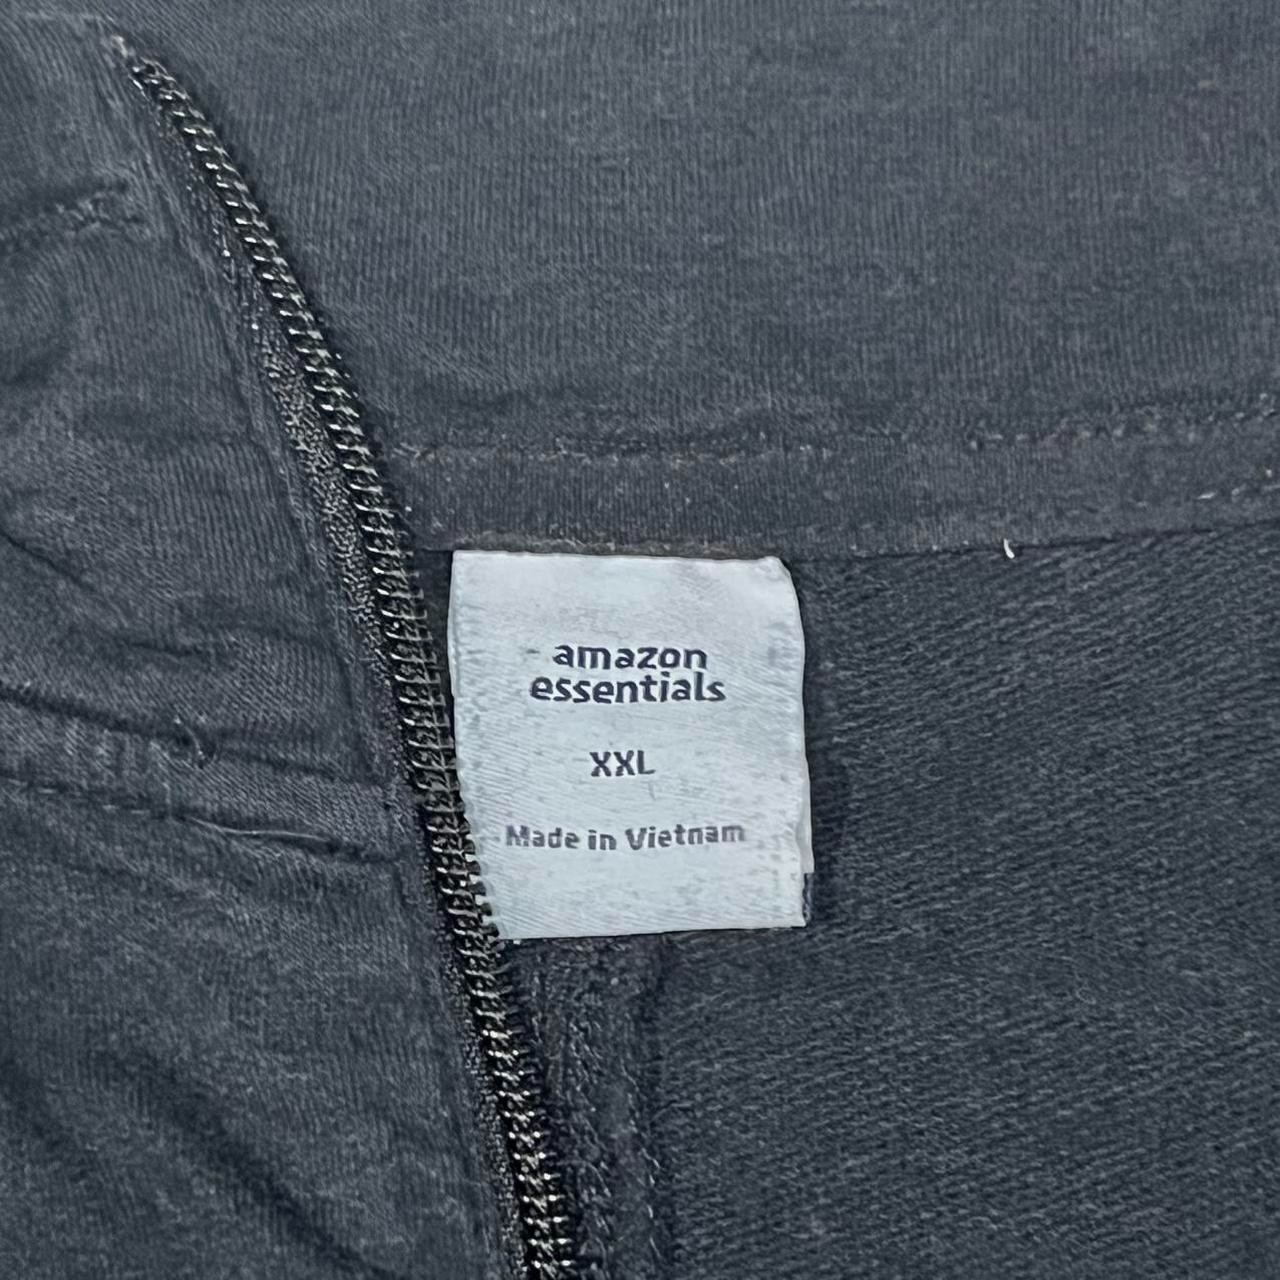 amazon
essentials
XXL
Made in Vietnam